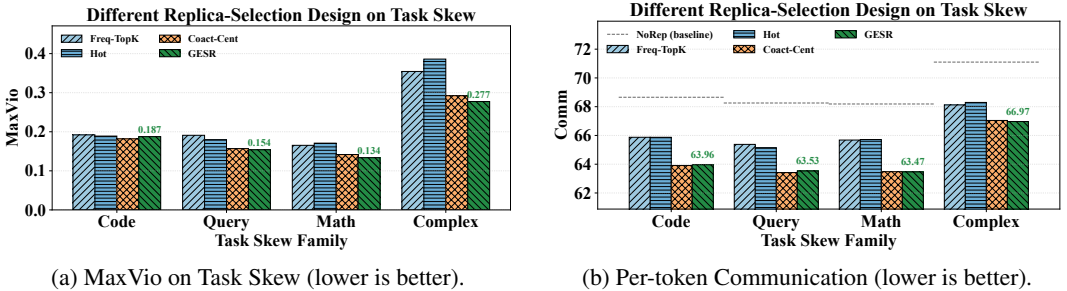 Different Replica-Selection Design on Task Skew
Freq-TopK
Hot
Coact-Cent
GESR
MaxVio
0.4
0.3
0.2
0.1
0.0
0.187
0.154
0.134
0.277
Code
Query
Math
Complex
Task Skew Family
(a) MaxVio on Task Skew (lower is better).
Different Replica-Selection Design on Task Skew
NoRep (baseline)
Freq-TopK
Hot
Coact-Cent
GESR
Comm
72
70
68
66
64
62
63.96
63.53
63.47
66.97
Code
Query
Math
Complex
Task Skew Family
(b) Per-token Communication (lower is better).